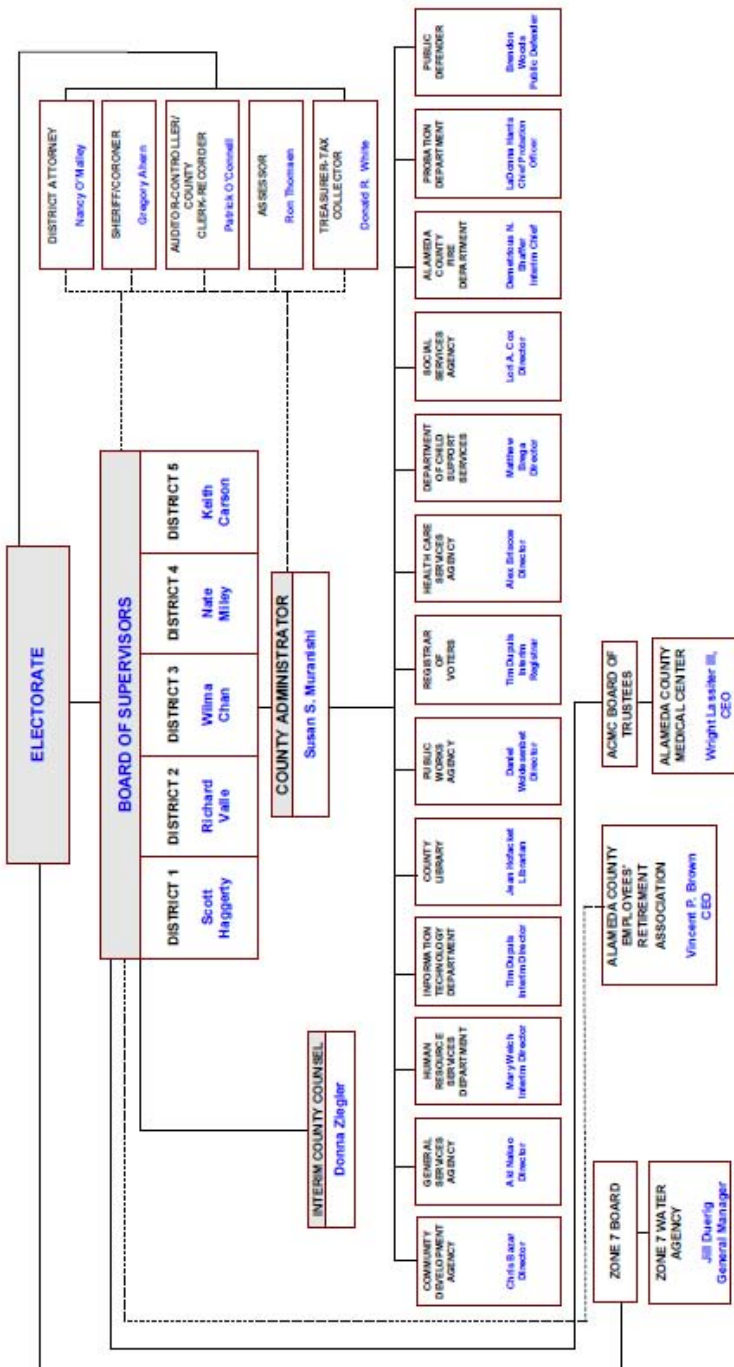 ELECTORATE
BOARD OF SUPERVISORS
DISTRICT 1
Scott
Haggerty
DISTRICT 2
Richard
Valle
DISTRICT 3
Wilma
Chan
DISTRICT 4
Nate
Miley
DISTRICT 5
Keith
Carson
DISTRICT ATTORNEY
Nancy O'Malley
SHERIFF/CORONER
Gregory Ahern
AUDITOR-CONTROLLER/
COUNTY
CLERK-RECORDER
Patrick O'Connell
ASSESSOR
Ron Thomsen
TREASURER-TAX
COLLECTOR
Donald R. White
INTERIM COUNTY COUNSEL
Donna Ziegler
COUNTY ADMINISTRATOR
Susan S. Muranishi
COMMUNITY
DEVELOPMENT
AGENCY
Chris Bazar
Director
GENERAL
SERVICES
AGENCY
Aki Nakao
Director
HUMAN
RESOURCE
SERVICES
DEPARTMENT
Mary Welch
Interim Director
INFORMATION
TECHNOLOGY
DEPARTMENT
Tim Dupuis
Interim Director
COUNTY
LIBRARY
Jean Hofacket
Librarian
PUBLIC
WORKS
AGENCY
Daniel
Woldesenbet
Director
REGISTRAR
OF
VOTERS
Tim Dupuis
Interim
Registrar
HEALTH CARE
SERVICES
AGENCY
Alex Briscoe
Director
DEPARTMENT
OF CHILD
SUPPORT
SERVICES
Matthew
Brega
Director
SOCIAL
SERVICES
AGENCY
Lori A. Cox
Director
ALAMEDA
COUNTY
FIRE
DEPARTMENT
Demetrious N.
Shaffer
Interim Chief
PROBATION
DEPARTMENT
LaDonna Harris
Chief Probation
Officer
PUBLIC
DEFENDER
Brendon
Woods
Public Defender
ZONE 7 BOARD
ZONE 7 WATER
AGENCY
Jill Duerig
General Manager
ALAMEDA COUNTY
EMPLOYEES'
RETIREMENT
ASSOCIATION
Vincent P. Brown
CEO
ACMC BOARD OF
TRUSTEES
ALAMEDA COUNTY
MEDICAL CENTER
Wright Lassiter III,
CEO